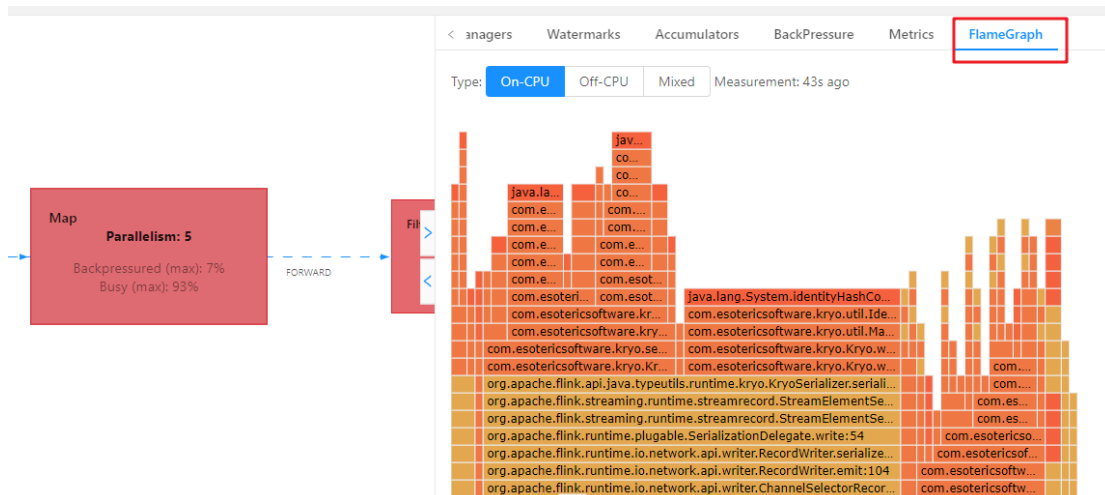 < anagers Watermarks Accumulators BackPressure Metrics FlameGraph
Type: On-CPU Off-CPU Mixed Measurement: 43s ago
Map
Parallelism: 5
Backpressured (max): 7%
Busy (max): 93%
FORWARD
Fil
>
<
jav...
co...
co...
java.la... co...
com.e... com....
com.e... com....
com.e... com.e...
com.e... com.e...
com.e... com.esot...
com.esoteri... com.esot... java.lang.System.identityHashCo...
com.esotericsoftware.kr... com.esotericsoftware.kryo.util.Ide...
com.esotericsoftware.kry... com.esotericsoftware.kryo.util.Ma...
com.esotericsoftware.kryo.se... com.esotericsoftware.kryo.Kryo.w...
com.esotericsoftware.kryo.Kr... com.esotericsoftware.kryo.Kryo.w... com....
org.apache.flink.api.java.typeutils.runtime.kryo.KryoSerializer.seriali... com....
org.apache.flink.streaming.runtime.streamrecord.StreamElementSe... com.es...
org.apache.flink.streaming.runtime.streamrecord.StreamElementSe... com.es...
org.apache.flink.runtime.plugable.SerializationDelegate.write:54 com.esotericso...
org.apache.flink.runtime.io.network.api.writer.RecordWriter.serialize... com.esotericsof...
org.apache.flink.runtime.io.network.api.writer.RecordWriter.emit:104 com.esotericsoftw...
org.apache.flink.runtime.io.network.api.writer.ChannelSelectorRecor... com.esotericsoftw...